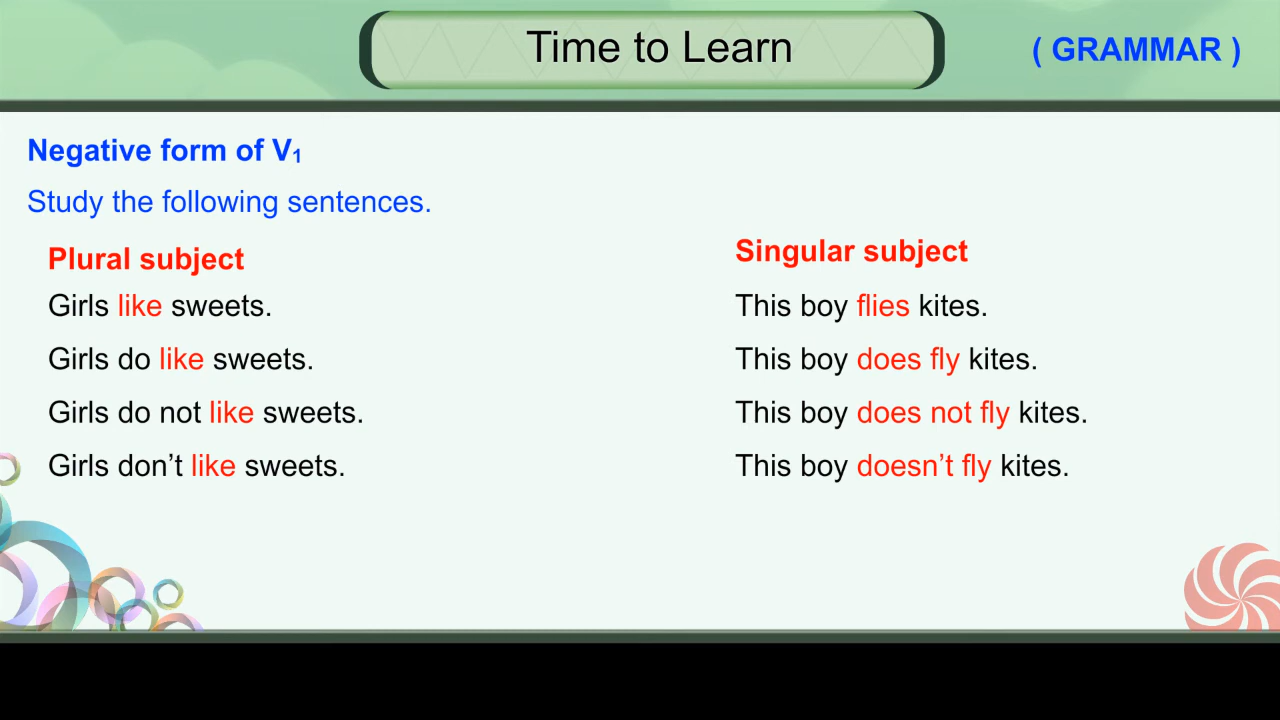 Time to Learn
( GRAMMAR )
Negative form of V₁
Study the following sentences.
Plural subject
Girls like sweets.
Girls do like sweets.
Girls do not like sweets.
Girls don’t like sweets.
Singular subject
This boy flies kites.
This boy does fly kites.
This boy does not fly kites.
This boy doesn’t fly kites.